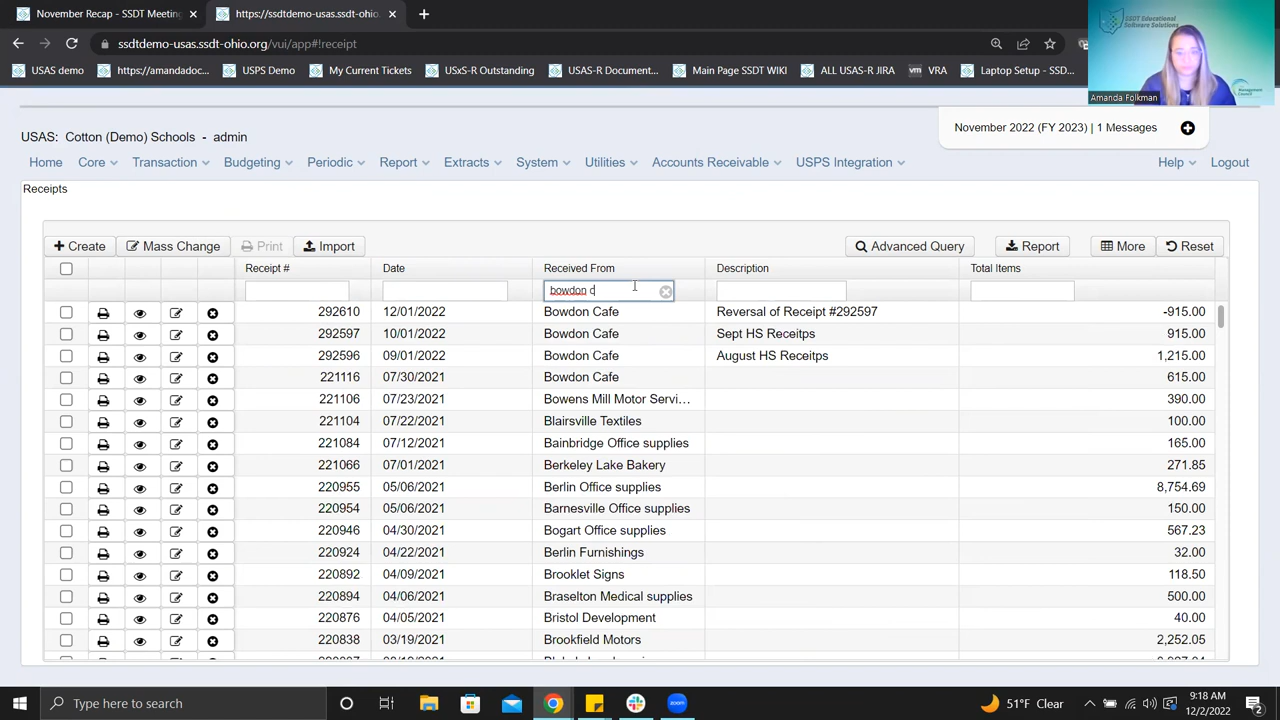 November Recap - SSDT Meeting
https://ssdtdemo-usas.ssdt-ohio.
ssdtdemo-usas.ssdt-ohio.org/vui/app#!receipt
SSDT Educational
Software Solutions
Management
Council
Amanda Folkman
USAS demo
https://amandadoc...
USPS Demo
My Current Tickets
USxS-R Outstanding
USAS-R Document...
Main Page SSDT WIKI
ALL USAS-R JIRA
vm VRA
Laptop Setup - SSD...
November 2022 (FY 2023) | 1 Messages
USAS: Cotton (Demo) Schools - admin
Home Core Transaction Budgeting Periodic Report Extracts System Utilities Accounts Receivable USPS Integration Help Logout
Receipts
Create Mass Change Print Import Advanced Query Report More Reset
Receipt # Date Received From Description Total Items
bowdon c
292610 12/01/2022 Bowdon Cafe Reversal of Receipt #292597 -915.00
292597 10/01/2022 Bowdon Cafe Sept HS Receitps 915.00
292596 09/01/2022 Bowdon Cafe August HS Receitps 1,215.00
221116 07/30/2021 Bowdon Cafe 615.00
221106 07/23/2021 Bowens Mill Motor Servi... 390.00
221104 07/22/2021 Blairsville Textiles 100.00
221084 07/12/2021 Bainbridge Office supplies 165.00
221066 07/01/2021 Berkeley Lake Bakery 271.85
220955 05/06/2021 Berlin Office supplies 8,754.69
220954 05/06/2021 Barnesville Office supplies 150.00
220946 04/30/2021 Bogart Office supplies 567.23
220924 04/22/2021 Berlin Furnishings 32.00
220892 04/09/2021 Brooklet Signs 118.50
220894 04/06/2021 Braselton Medical supplies 500.00
220876 04/05/2021 Bristol Development 40.00
220838 03/19/2021 Brookfield Motors 2,252.05
Type here to search
51°F Clear
9:18 AM
12/2/2022
2